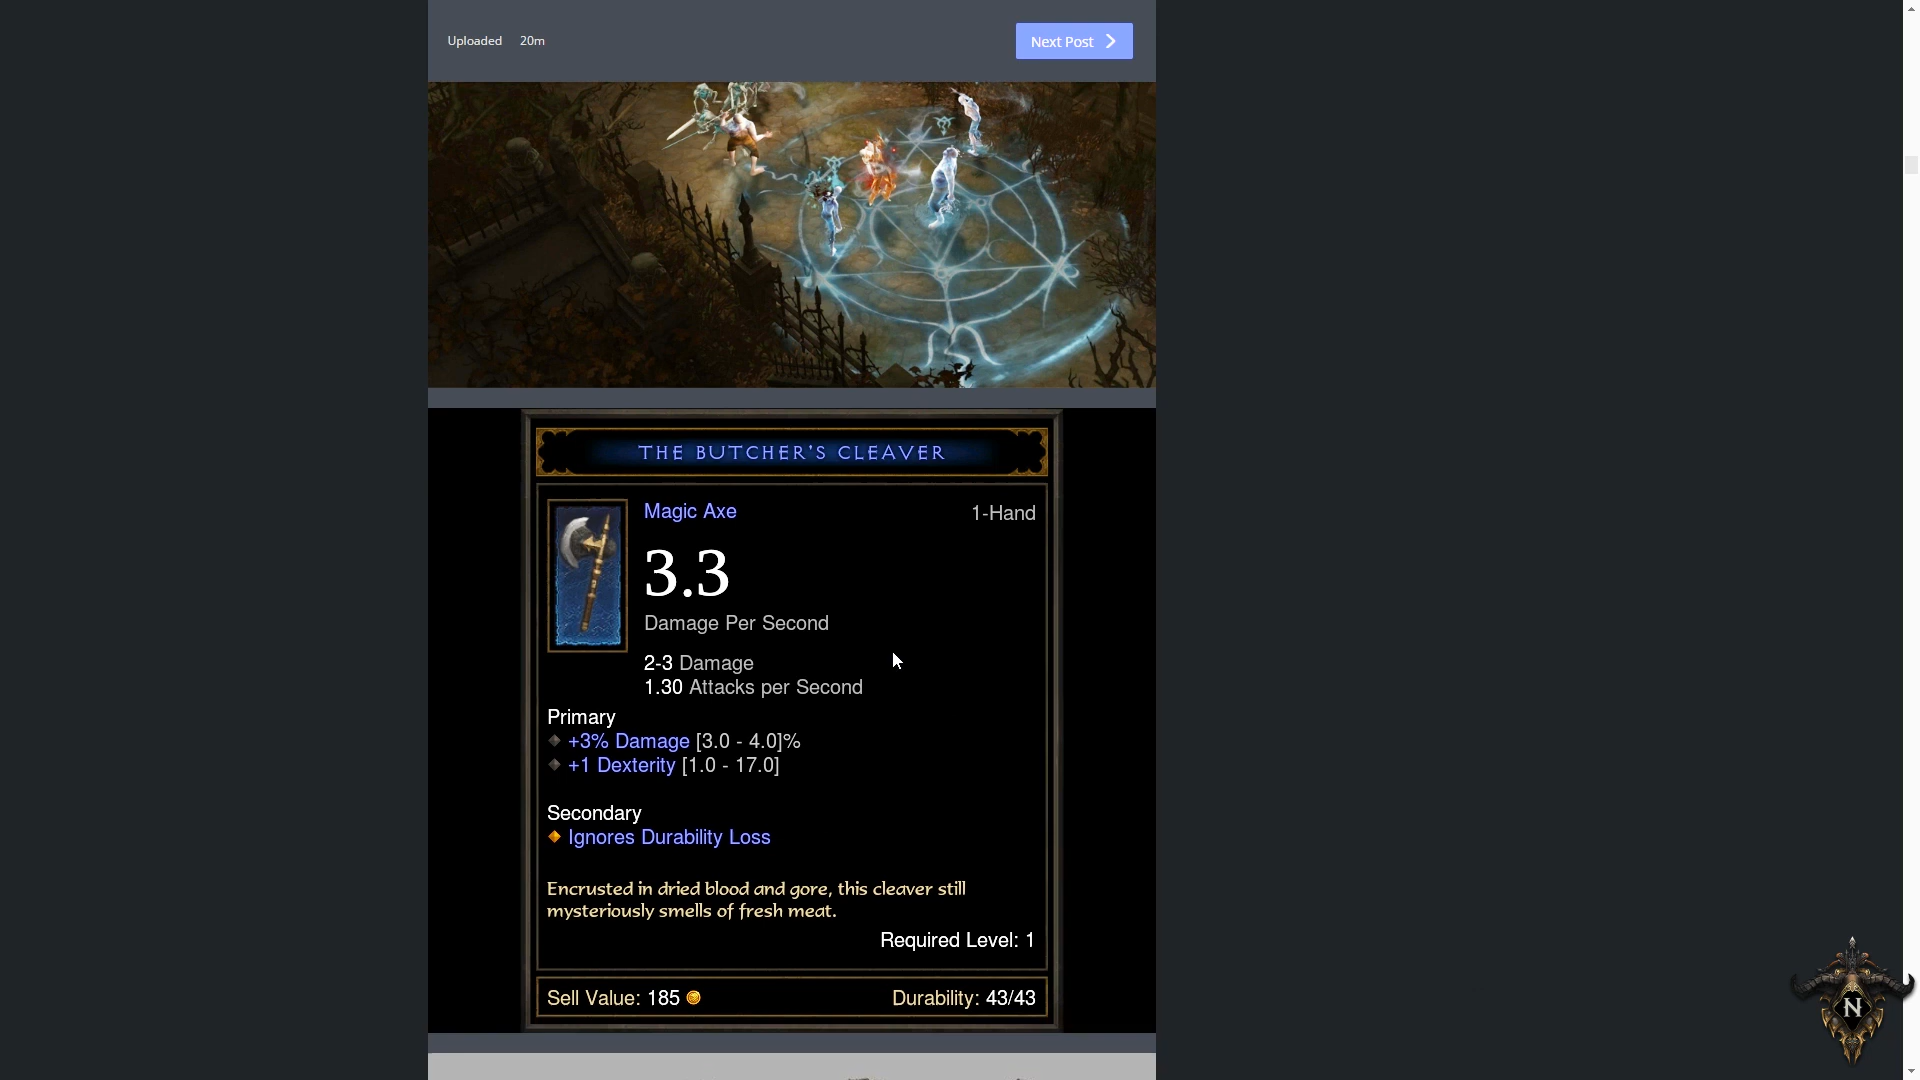 Uploaded 20m
Next Post
THE BUTCHER'S CLEAVER
Magic Axe 1-Hand
3.3
Damage Per Second
2-3 Damage
1.30 Attacks per Second
Primary
+3% Damage [3.0 - 4.0]%
+1 Dexterity [1.0 - 17.0]
Secondary
Ignores Durability Loss
Encrusted in dried blood and gore, this cleaver still
mysteriously smells of fresh meat.
Required Level: 1
Sell Value: 185 Durability: 43/43
N